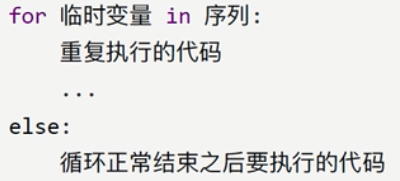 for 临时变量 in 序列:
    重复执行的代码
    ...
else:
    循环正常结束之后要执行的代码